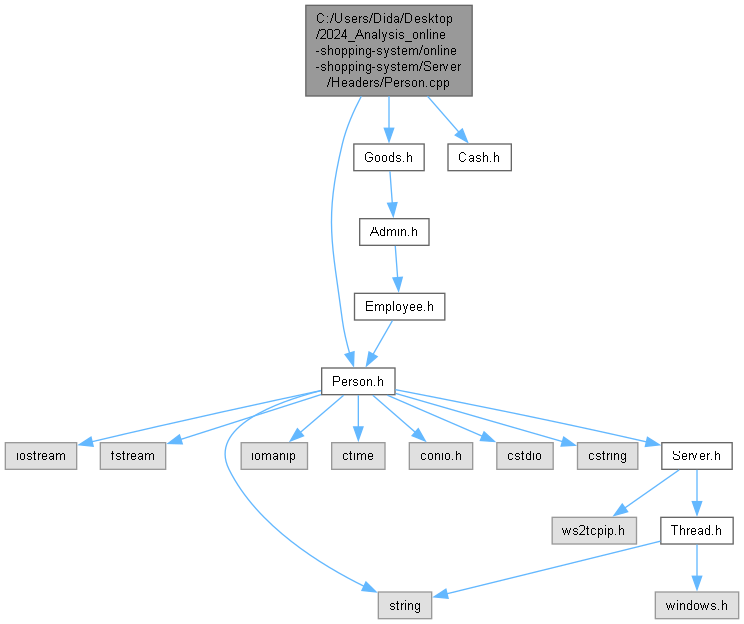 C:/Users/Dida/Desktop
/2024_Analysis_online
-shopping-system/online
-shopping-system/Server
/Headers/Person.cpp
Goods.h
Cash.h
Admin.h
Employee.h
Person.h
iostream
fstream
iomanip
ctime
conio.h
cstdio
cstring
Server.h
ws2tcpip.h
Thread.h
string
windows.h